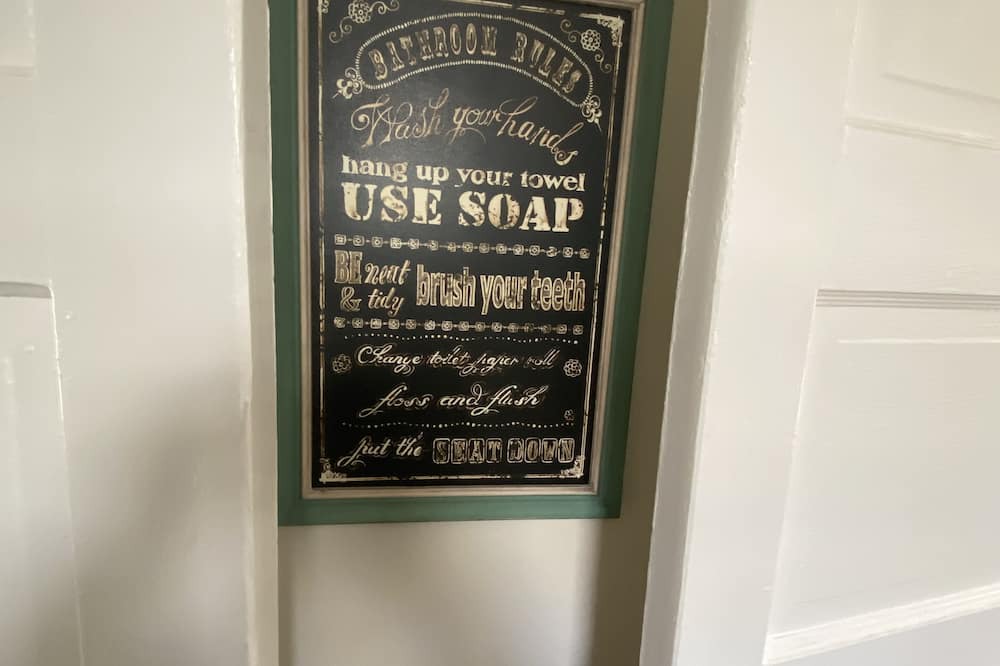 BATHROOM RULES
Wash your hands
hang up your towel
USE SOAP
BE neat & tidy brush your teeth
Change toilet paper roll
floss and flush
put the SEAT DOWN